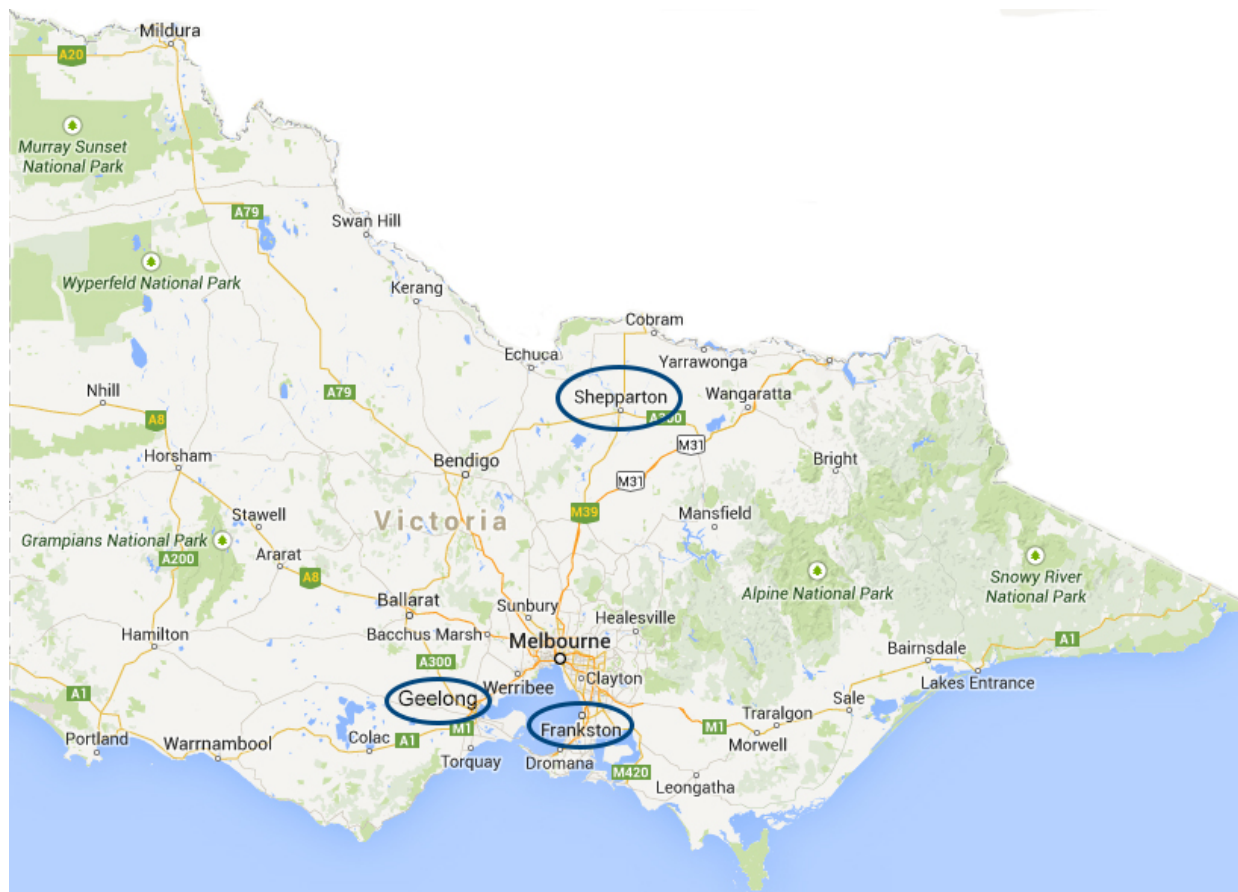 Mildura
A20
Murray Sunset
National Park
A79
Swan Hill
Wyperfeld National Park
Kerang
Cobram
Echuca
Yarrawonga
Nhill
A79
Shepparton
Wangaratta
A8
A300
M31
Horsham
Bendigo
Bright
M31
Stawell
Victoria
M39
Mansfield
Grampians National Park
A200
Ararat
A8
Snowy River
National Park
Alpine National Park
Ballarat
Sunbury
Healesville
Hamilton
Bacchus Marsh
Melbourne
A1
Bairnsdale
A300
Werribee
Clayton
Lakes Entrance
A1
Geelong
Sale
Portland
Warrnambool
Colac
A1
M1
Frankston
M1
Traralgon
Morwell
Torquay
Dromana
M420
Leongatha